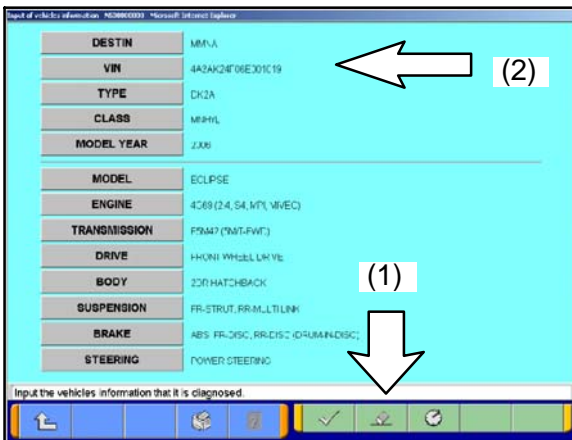 Input of vehicles information Microsoft Internet Explorer
DESTIN MMNA
VIN
TYPE DK2A
CLASS
MODEL YEAR 2006
MODEL ECLIPSE
ENGINE 4G69 (2.4, S4, MPI, MIVEC)
TRANSMISSION F5M42 (5M/T-FWD)
DRIVE FRONT WHEEL DRIVE
BODY 2DR HATCHBACK
SUSPENSION FR-STRUT, RR-MULTI LINK
BRAKE ABS FR-DISC, RR-DISC (DRUM-IN-DISC)
STEERING POWER STEERING
Input the vehicles information that it is diagnosed.
(2)
(1)